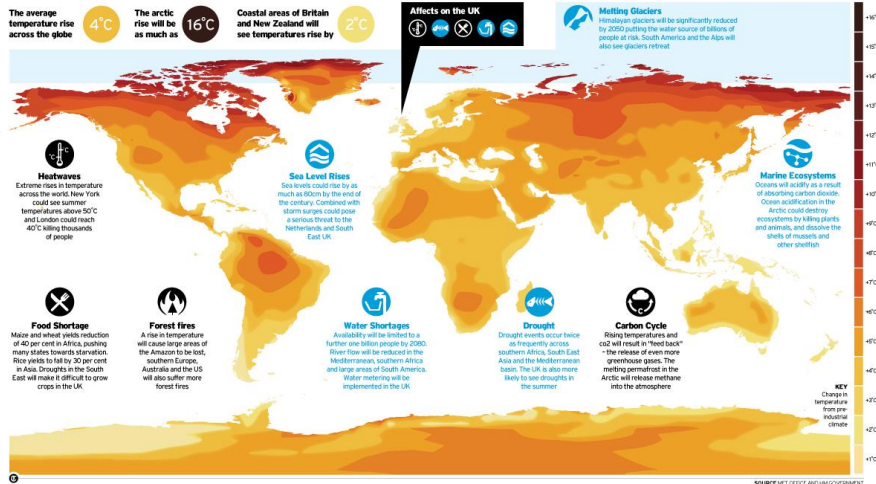 The average
temperature rise
across the globe
4°C
The arctic
rise will be
as much as
16°C
Coastal areas of Britain
and New Zealand will
see temperatures rise by
2°C
Affects on the UK
Melting Glaciers
Himalayan glaciers will be significantly reduced
by 2050 putting the water source of billions of
people at risk. South America and the Alps will
also see glaciers retreat
°C °C
Heatwaves
Extreme rises in temperature
across the world. New York
could see summer
temperatures above 50°C
and London could reach
40°C killing thousands
of people
Sea Level Rises
Sea levels could rise by as
much as 80cm by the end of
the century. Combined with
storm surges could pose
a serious threat to the
Netherlands and South
East UK
Marine Ecosystems
Oceans will acidify as a result
of absorbing carbon dioxide.
Ocean acidification in the
Arctic could destroy
ecosystems by killing plants
and animals, and dissolve the
shells of mussels and
other shellfish
Food Shortage
Maize and wheat yields reduction
of 40 per cent in Africa, pushing
many states towards starvation.
Rice yields to fall by 30 per cent
in Asia. Droughts in the South
East will make it difficult to grow
crops in the UK
Forest fires
A rise in temperature
will cause large areas of
the Amazon to be lost,
southern Europe,
Australia and the US
will also suffer more
forest fires
Water Shortages
Availability will be limited to a
further one billion people by 2080.
River flow will be reduced in the
Mediterranean, southern Africa
and large areas of South America.
Water metering will be
implemented in the UK
Drought
Drought events occur twice
as frequently across
southern Africa, South East
Asia and the Mediterranean
basin. The UK is also more
likely to see droughts in
the summer
C
Carbon Cycle
Rising temperatures and
co2 will result in "feed back"
- the release of even more
greenhouse gases. The
melting permafrost in the
Arctic will release methane
into the atmosphere
KEY
Change in
temperature
from pre-
industrial
climate
+16°
+15°
+14°
+13°
+12°
+11°
+10°
+9°C
+8°C
+7°C
+6°C
+5°C
+4°C
+3°C
+2°C
+1°C
SOURCE MET OFFICE AND HM GOVERNMENT